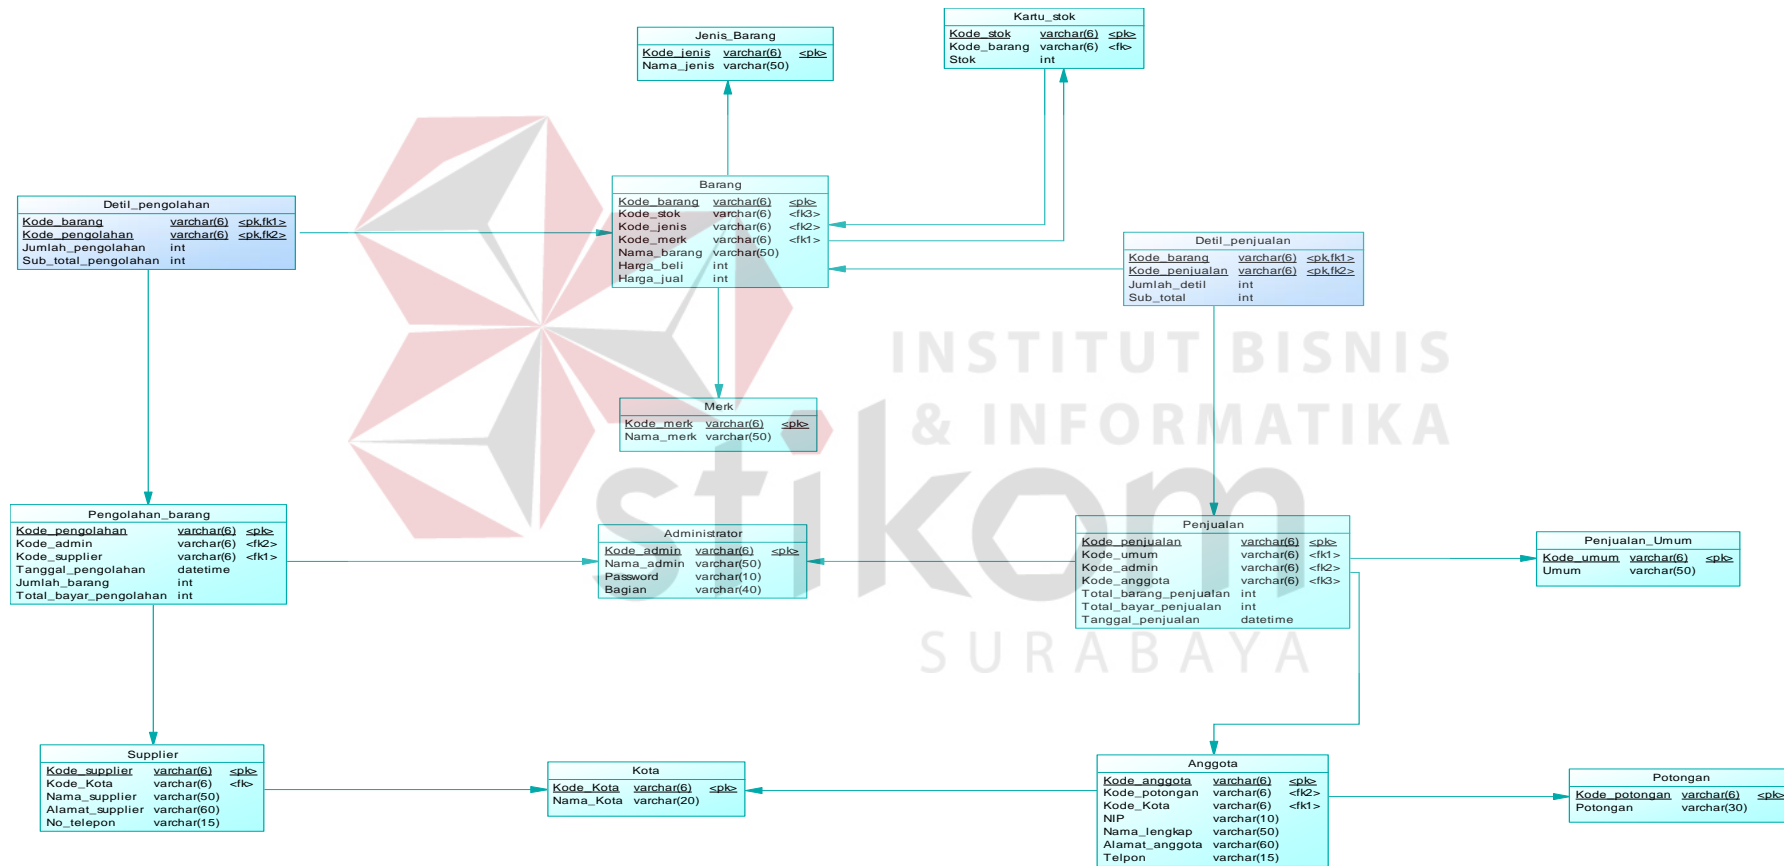 Kartu_stok
Kode_stok varchar(6) <pk>
Kode_barang varchar(6) <fk>
Stok int
Jenis_Barang
Kode_jenis varchar(6) <pk>
Nama_jenis varchar(50)
Barang
Kode_barang varchar(6) <pk>
Kode_stok varchar(6) <fk3>
Kode_jenis varchar(6) <fk2>
Kode_merk varchar(6) <fk1>
Nama_barang varchar(50)
Harga_beli int
Harga_jual int
Detil_pengolahan
Kode_barang varchar(6) <pk,fk1>
Kode_pengolahan varchar(6) <pk,fk2>
Jumlah_pengolahan int
Sub_total_pengolahan int
Detil_penjualan
Kode_barang varchar(6) <pk,fk1>
Kode_penjualan varchar(6) <pk,fk2>
Jumlah_detil int
Sub_total int
INSTITUT BISNIS
& INFORMATIKA
stikom
SURABAYA
Merk
Kode_merk varchar(6) <pk>
Nama_merk varchar(50)
Pengolahan_barang
Kode_pengolahan varchar(6) <pk>
Kode_admin varchar(6) <fk2>
Kode_supplier varchar(6) <fk1>
Tanggal_pengolahan datetime
Jumlah_barang int
Total_bayar_pengolahan int
Administrator
Kode_admin varchar(6) <pk>
Nama_admin varchar(50)
Password varchar(10)
Bagian varchar(40)
Penjualan
Kode_penjualan varchar(6) <pk>
Kode_umum varchar(6) <fk1>
Kode_admin varchar(6) <fk2>
Kode_anggota varchar(6) <fk3>
Total_barang_penjualan int
Total_bayar_penjualan int
Tanggal_penjualan datetime
Penjualan_Umum
Kode_umum varchar(6) <pk>
Umum varchar(50)
Supplier
Kode_supplier varchar(6) <pk>
Kode_Kota varchar(6) <fk>
Nama_supplier varchar(50)
Alamat_supplier varchar(60)
No_telepon varchar(15)
Kota
Kode_Kota varchar(6) <pk>
Nama_Kota varchar(20)
Anggota
Kode_anggota varchar(6) <pk>
Kode_potongan varchar(6) <fk2>
Kode_Kota varchar(6) <fk1>
NIP varchar(10)
Nama_lengkap varchar(50)
Alamat_anggota varchar(60)
Telpon varchar(15)
Potongan
Kode_potongan varchar(6) <pk>
Potongan varchar(30)